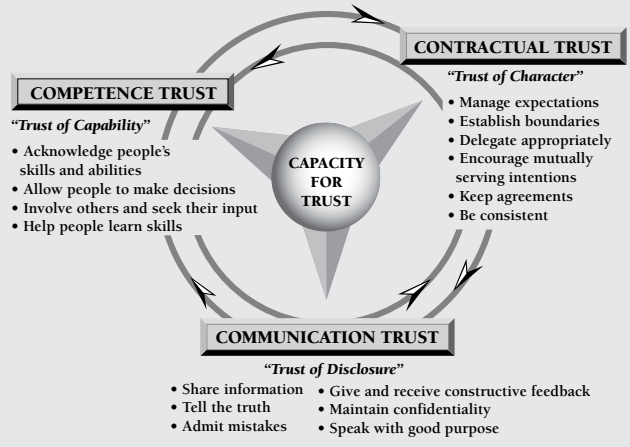 CONTRACTUAL TRUST
“Trust of Character”
• Manage expectations
• Establish boundaries
• Delegate appropriately
• Encourage mutually
serving intentions
• Keep agreements
• Be consistent
COMPETENCE TRUST
“Trust of Capability”
• Acknowledge people’s
skills and abilities
• Allow people to make decisions
• Involve others and seek their input
• Help people learn skills
CAPACITY
FOR
TRUST
COMMUNICATION TRUST
“Trust of Disclosure”
• Share information
• Tell the truth
• Admit mistakes
• Give and receive constructive feedback
• Maintain confidentiality
• Speak with good purpose